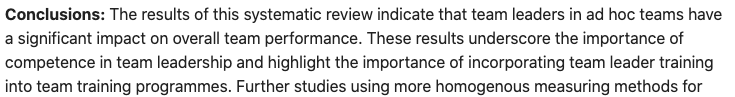 Conclusions: The results of this systematic review indicate that team leaders in ad hoc teams have
a significant impact on overall team performance. These results underscore the importance of
competence in team leadership and highlight the importance of incorporating team leader training
into team training programmes. Further studies using more homogenous measuring methods for